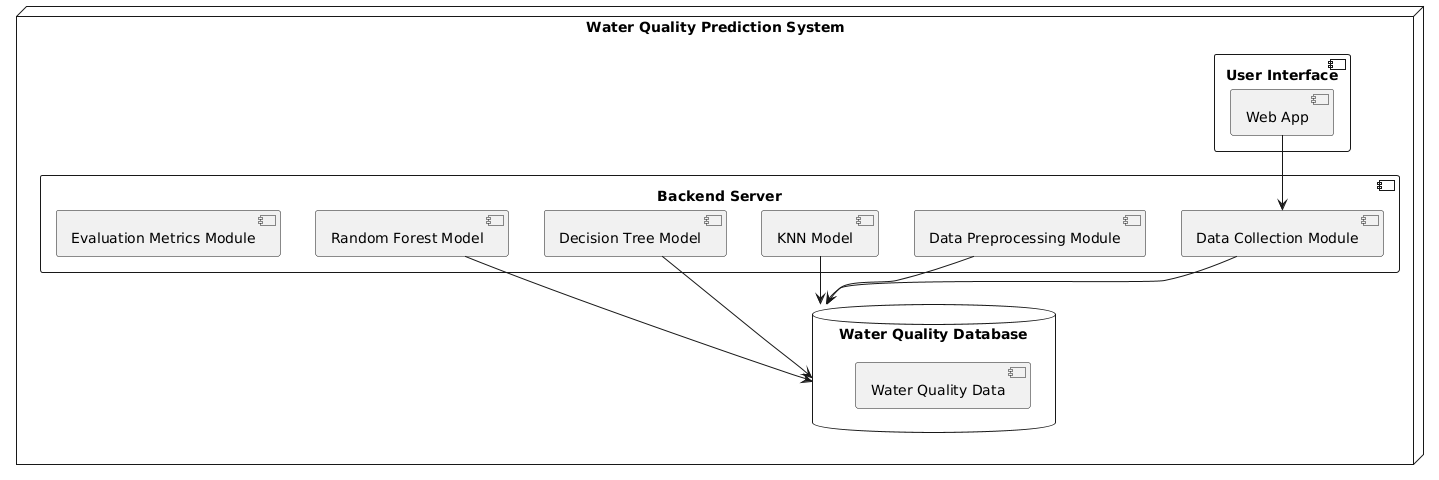 Water Quality Prediction System
User Interface
Web App
Backend Server
Evaluation Metrics Module
Random Forest Model
Decision Tree Model
KNN Model
Data Preprocessing Module
Data Collection Module
Water Quality Database
Water Quality Data